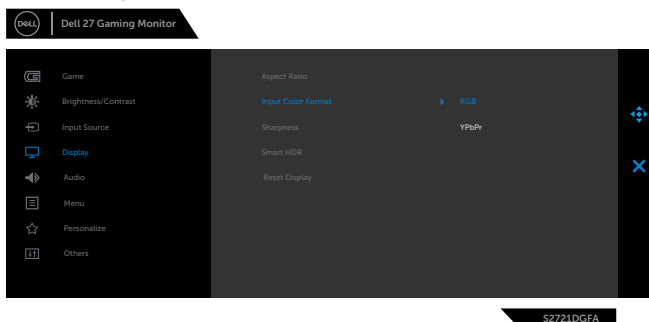 DELL
Dell 27 Gaming Monitor
Game
Aspect Ratio
Brightness/Contrast
Input Color Format
RGB
Input Source
Sharpness
YPbPr
Display
Smart HDR
Audio
Reset Display
Menu
Personalize
Others
S2721DGFA